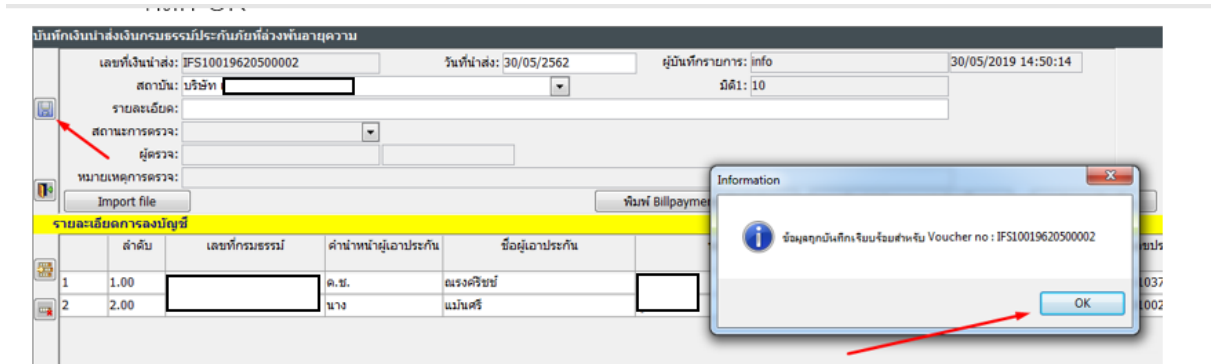 บันทึกเงินนำส่งเงินกรมธรรม์ประกันภัยที่ล่วงพ้นอายุความ
เลขที่เงินนำส่ง: IFS10019620500002 วันที่นำส่ง: 30/05/2562 ผู้บันทึกรายการ: info 30/05/2019 14:50:14
สถาบัน: บริษัท มิติ1: 10
รายละเอียด:
สถานะการตรวจ:
ผู้ตรวจ:
หมายเหตุการตรวจ:
Import file พิมพ์ Billpayme
รายละเอียดการลงบัญชี
ลำดับ เลขที่กรมธรรม์ คำนำหน้าผู้เอาประกัน ชื่อผู้เอาประกัน
1 1.00 ด.ช. ณรงค์ริชช์ 1037
2 2.00 นาง แม้นศรี 1002
Information
ข้อมูลถูกบันทึกเรียบร้อยสำหรับ Voucher no : IFS10019620500002
OK